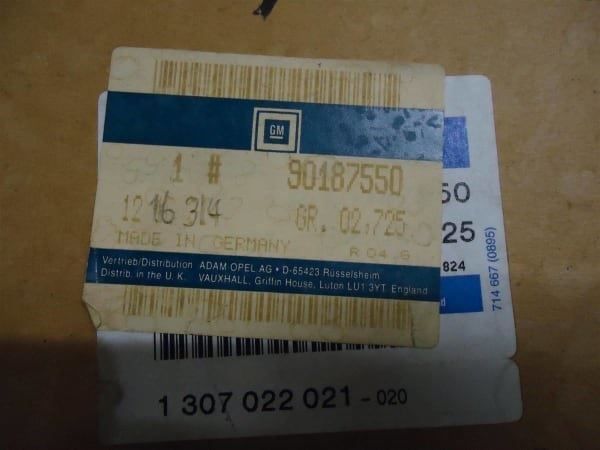 GM
1 # 90187550
12 16 314 GR. 02.725
MADE IN GERMANY R 04.G
Vertrieb/Distribution ADAM OPEL AG • D-65423 Rüsselsheim
Distrib. in the U. K. VAUXHALL, Griffin House, Luton LU1 3YT England
50
25
824
714 667 (0895)
1 307 022 021 - 020